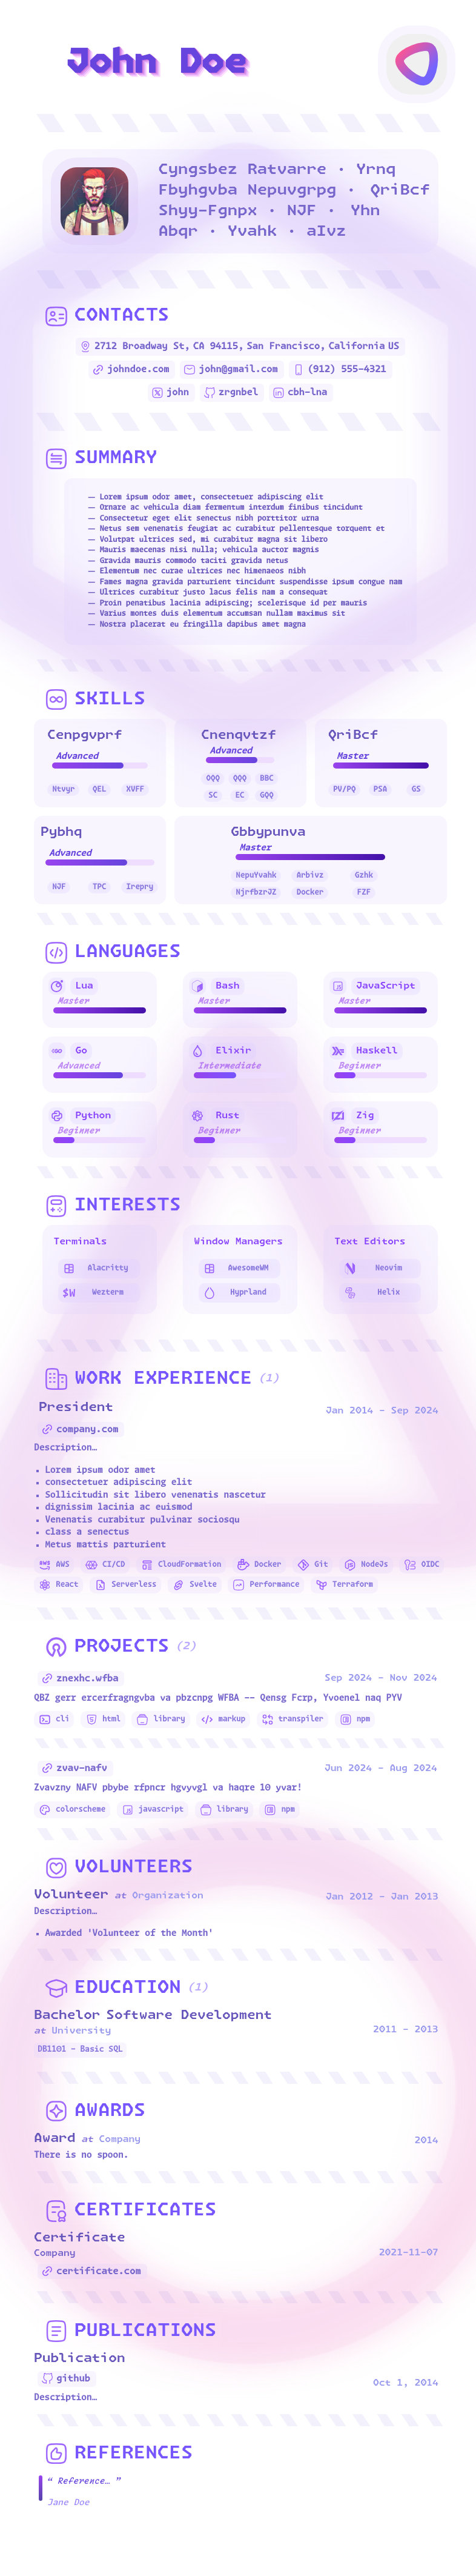 John Doe
Cyngsbez Ratvarre · Yrnq
Fbyhgvba Nepuvgrpg · QriBcf
Shyy-Fgnpx · NJF · Yhn
Abqr · Yvahk · aIvz
CONTACTS
2712 Broadway St, CA 94115, San Francisco, California US
johndoe.com john@gmail.com (912) 555-4321
john zrgnbel cbh-lna
SUMMARY
— Lorem ipsum odor amet, consectetuer adipiscing elit
— Ornare ac vehicula diam fermentum interdum finibus tincidunt
— Consectetur eget elit senectus nibh porttitor urna
— Netus sem venenatis feugiat ac curabitur pellentesque torquent et
— Volutpat ultrices sed, mi curabitur magna sit libero
— Mauris maecenas nisi nulla; vehicula auctor magnis
— Gravida mauris commodo taciti gravida netus
— Elementum nec curae ultrices nec himenaeos nibh
— Fames magna gravida parturient tincidunt suspendisse ipsum congue nam
— Ultrices curabitur justo lacus felis nam a consequat
— Proin penatibus lacinia adipiscing; scelerisque id per mauris
— Varius montes duis elementum accumsan nullam maximus sit
— Nostra placerat eu fringilla dapibus amet magna
SKILLS
Cenpgvprf
Advanced
Ntvyr QEL XVFF
Cnenqvtzf
Advanced
OQQ QQQ BBC
SC EC GQQ
QriBcf
Master
PV/PQ PSA GS
Pybhq
Advanced
NJF TPC Irepry
Gbbypunva
Master
NepuYvahk Arbivz Gzhk
NjrfbzrJZ Docker FZF
LANGUAGES
Lua
Master
Bash
Master
JavaScript
Master
Go
Advanced
Elixir
Intermediate
Haskell
Beginner
Python
Beginner
Rust
Beginner
Zig
Beginner
INTERESTS
Terminals
Alacritty
$W Wezterm
Window Managers
AwesomeWM
Hyprland
Text Editors
Neovim
Helix
WORK EXPERIENCE (1)
President Jan 2014 - Sep 2024
company.com
Description…
• Lorem ipsum odor amet
• consectetuer adipiscing elit
• Sollicitudin sit libero venenatis nascetur
• dignissim lacinia ac euismod
• Venenatis curabitur pulvinar sociosqu
• class a senectus
• Metus mattis parturient
AWS CI/CD CloudFormation Docker Git NodeJs OIDC
React Serverless Svelte Performance Terraform
PROJECTS (2)
znexhc.wfba Sep 2024 - Nov 2024
QBZ gerr ercerfragngvba va pbzcnpg WFBA -- Qensg Fcrp, Yvoenel naq PYV
cli html library markup transpiler npm
zvav-nafv Jun 2024 - Aug 2024
Zvavzny NAFV pbybe rfpncr hgvyvgl va haqre 10 yvar!
colorscheme javascript library npm
VOLUNTEERS
Volunteer at Organization Jan 2012 - Jan 2013
Description…
• Awarded 'Volunteer of the Month'
EDUCATION (1)
Bachelor Software Development
at University 2011 - 2013
DB1101 - Basic SQL
AWARDS
Award at Company 2014
There is no spoon.
CERTIFICATES
Certificate
Company 2021-11-07
certificate.com
PUBLICATIONS
Publication
github Oct 1, 2014
Description…
REFERENCES
“ Reference… ”
Jane Doe